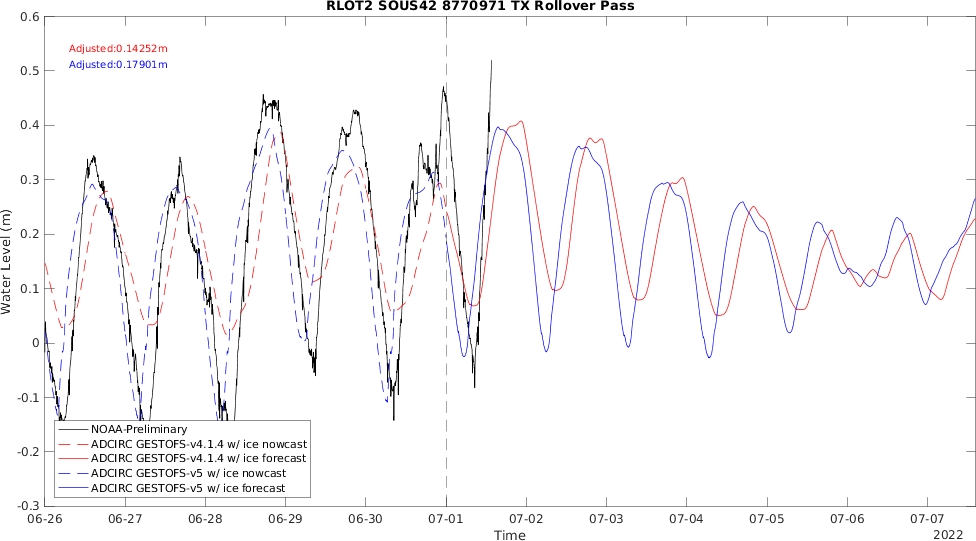 RLOT2 SOUS42 8770971 TX Rollover Pass
Adjusted:0.14252m
Adjusted:0.17901m
Water Level (m)
0.6
0.5
0.4
0.3
0.2
0.1
0
-0.1
-0.2
-0.3
NOAA-Preliminary
ADCIRC GESTOFS-v4.1.4 w/ ice nowcast
ADCIRC GESTOFS-v4.1.4 w/ ice forecast
ADCIRC GESTOFS-v5 w/ ice nowcast
ADCIRC GESTOFS-v5 w/ ice forecast
06-26 06-27 06-28 06-29 06-30 07-01 07-02 07-03 07-04 07-05 07-06 07-07
Time
2022